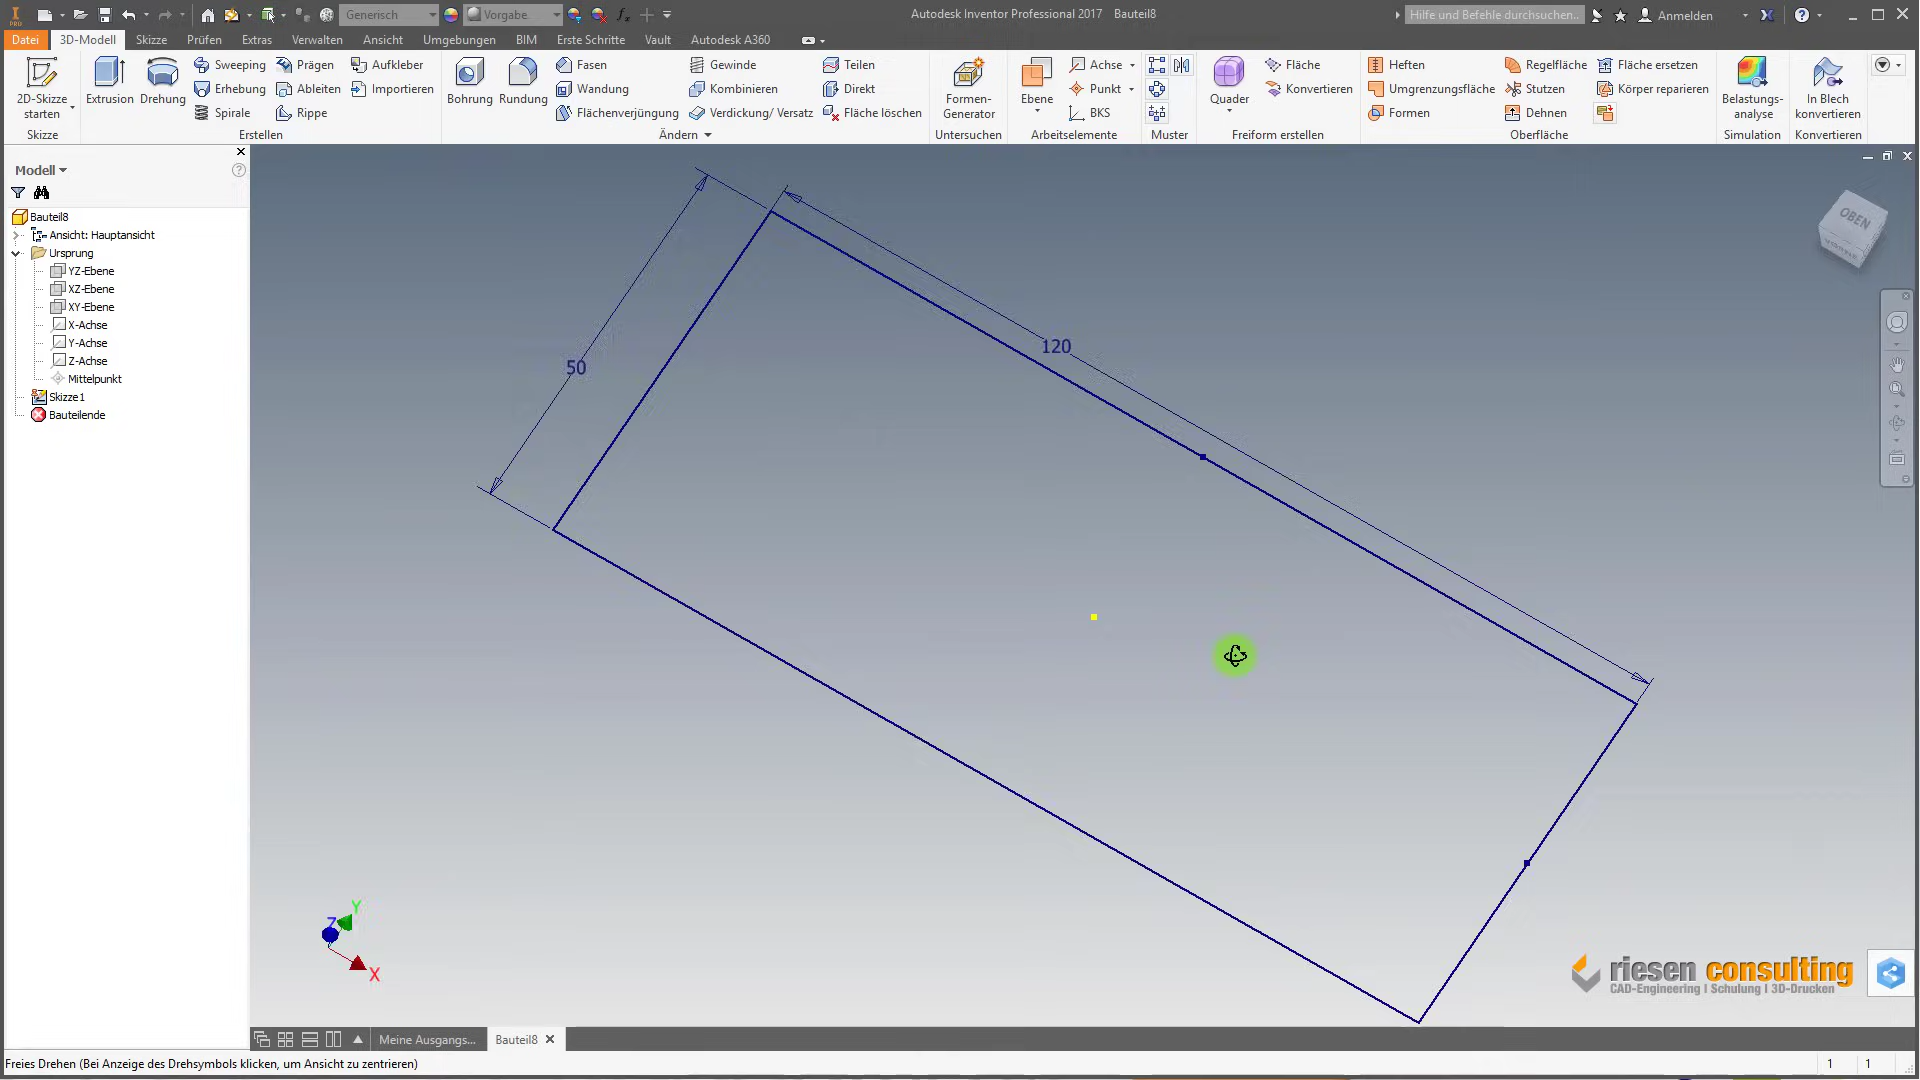 Generisch
Vorgabe
Autodesk Inventor Professional 2017 Bauteil8
Hilfe und Befehle durchsuchen...
Anmelden
Datei 3D-Modell Skizze Prüfen Extras Verwalten Ansicht Umgebungen BIM Erste Schritte Vault Autodesk A360
2D-Skizze starten
Skizze
Extrusion
Drehung
Sweeping
Erhebung
Spirale
Prägen
Ableiten
Rippe
Aufkleber
Importieren
Erstellen
Bohrung
Rundung
Fasen
Wandung
Flächenverjüngung
Gewinde
Kombinieren
Verdickung/ Versatz
Teilen
Direkt
Fläche löschen
Ändern
Formen-
Generator
Untersuchen
Ebene
Achse
Punkt
BKS
Arbeitselemente
Muster
Quader
Fläche
Konvertieren
Freiform erstellen
Heften
Umgrenzungsfläche
Formen
Regelfläche
Stutzen
Dehnen
Fläche ersetzen
Körper reparieren
Oberfläche
Belastungs-
analyse
Simulation
In Blech
konvertieren
Konvertieren
Modell
Bauteil8
Ansicht: Hauptansicht
Ursprung
YZ-Ebene
XZ-Ebene
XY-Ebene
X-Achse
Y-Achse
Z-Achse
Mittelpunkt
Skizze1
Bauteilende
OBEN
VORNE
50
120
Z
Y
X
riesen consulting
CAD-Engineering I Schulung I 3D-Drucken
Meine Ausgangs...
Bauteil8
Freies Drehen (Bei Anzeige des Drehsymbols klicken, um Ansicht zu zentrieren)
1 1